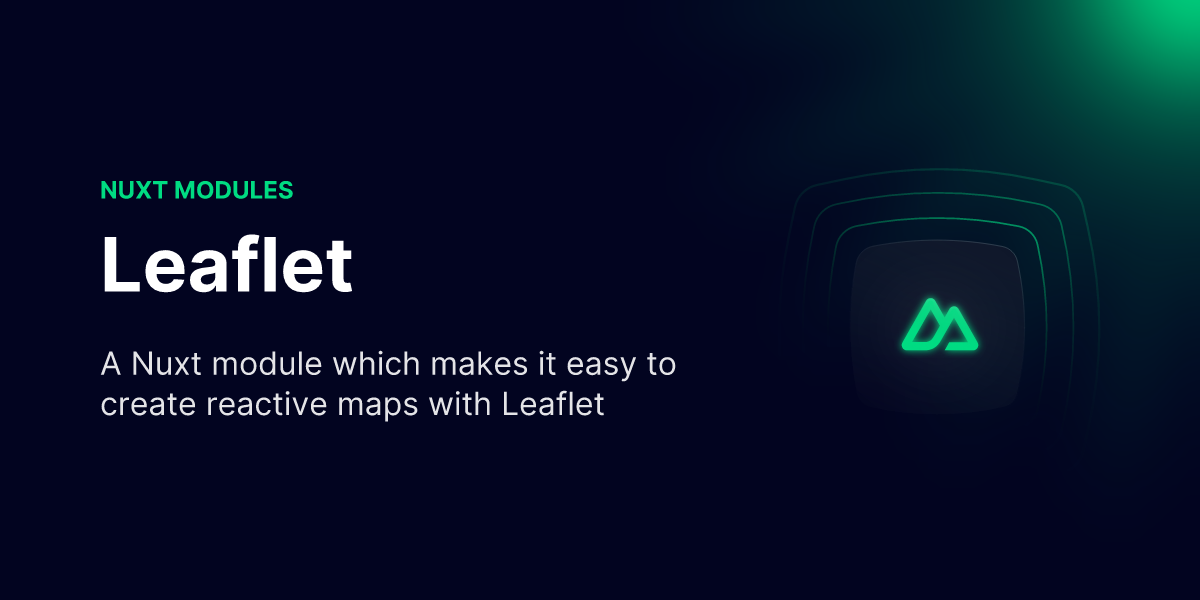 NUXT MODULES
Leaflet
A Nuxt module which makes it easy to
create reactive maps with Leaflet